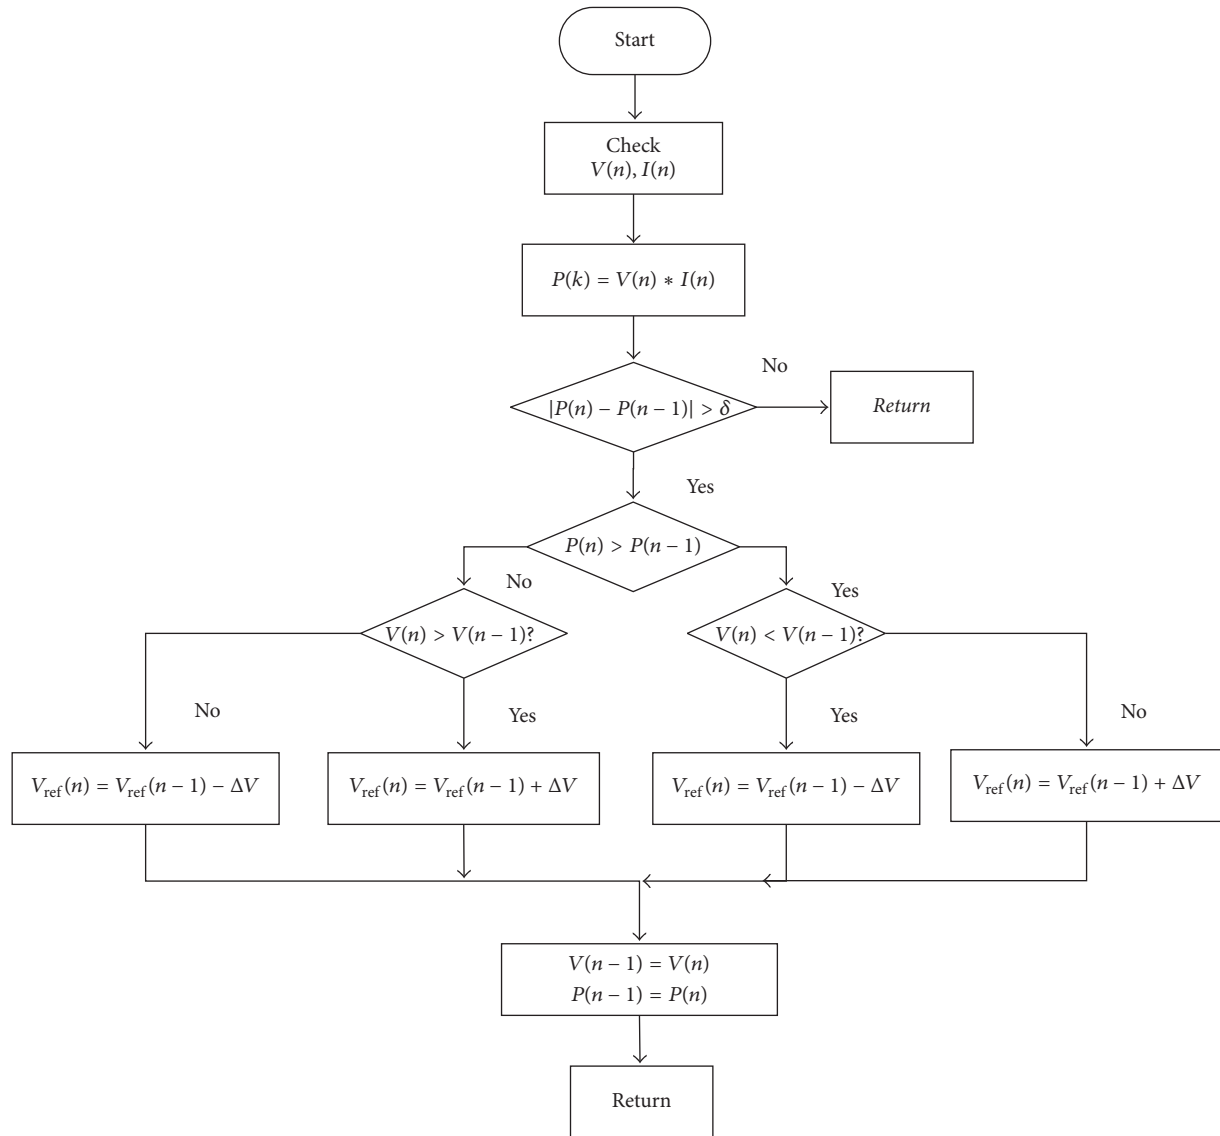 Start
Check
V(n), I(n)
P(k) = V(n) ∗ I(n)
No
|P(n) − P(n − 1)| > δ
Return
Yes
P(n) > P(n − 1)
No
Yes
V(n) > V(n − 1)?
V(n) < V(n − 1)?
No
Yes
Yes
No
V_ref(n) = V_ref(n − 1) − ΔV
V_ref(n) = V_ref(n − 1) + ΔV
V_ref(n) = V_ref(n − 1) − ΔV
V_ref(n) = V_ref(n − 1) + ΔV
V(n − 1) = V(n)
P(n − 1) = P(n)
Return